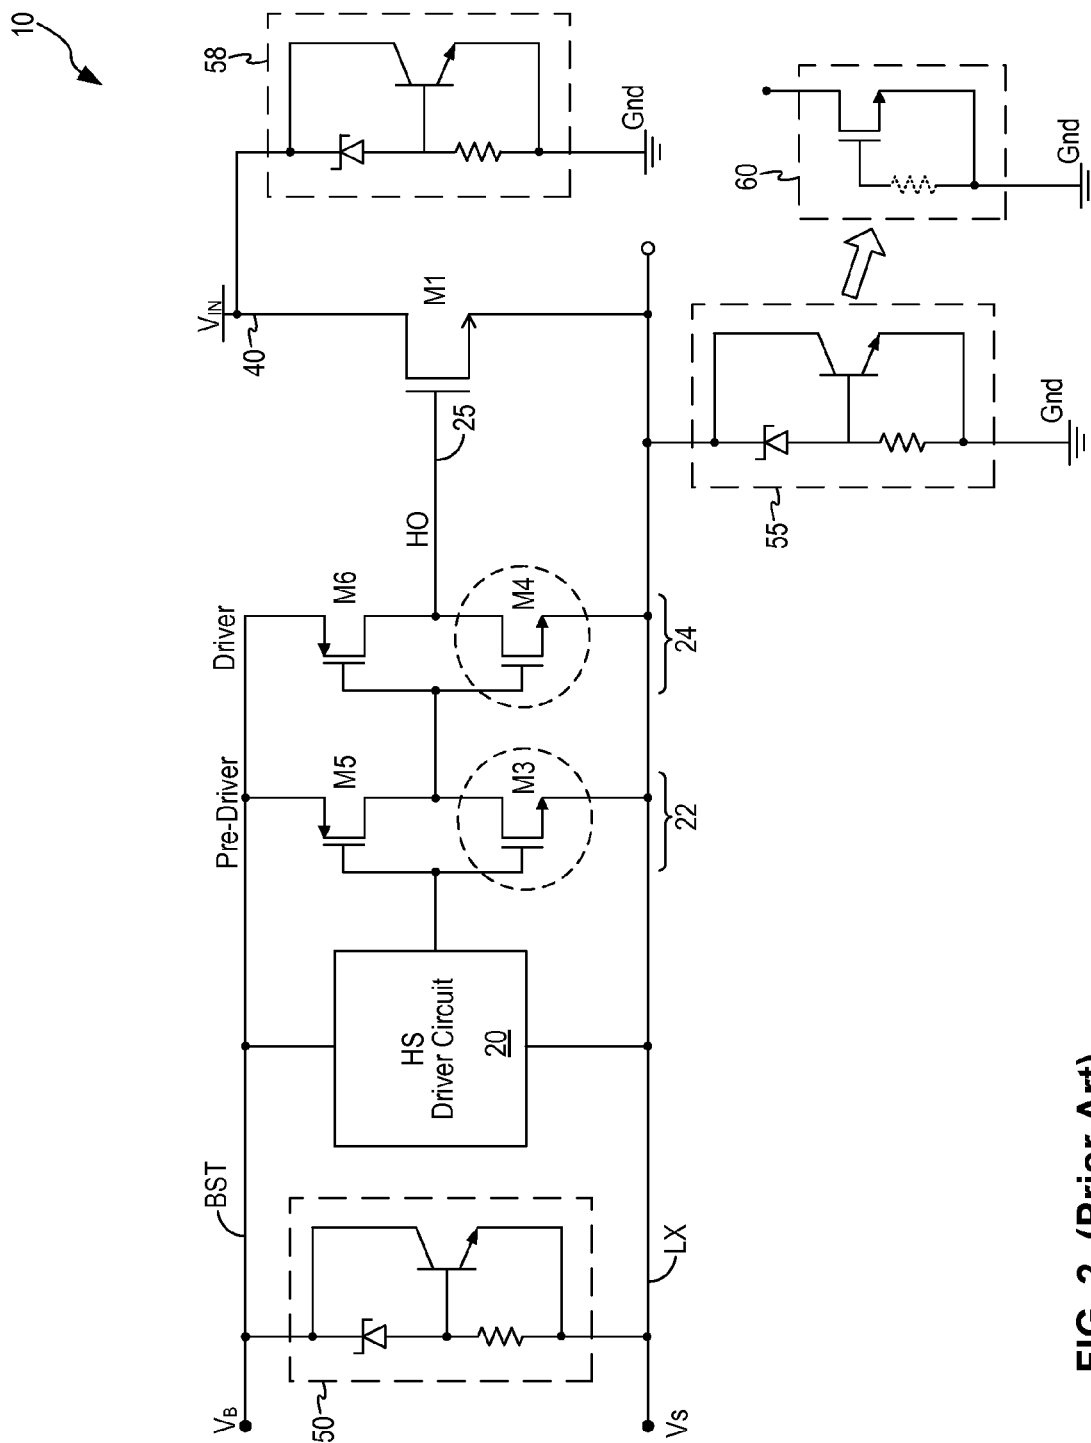 10
V_B
50
BST
HS
Driver Circuit
20
Vs
LX
Pre-Driver
M5
M3
22
Driver
M6
M4
24
HO
25
V_IN
40
M1
58
Gnd
55
Gnd
60
Gnd
FIG. 2 (Prior Art)